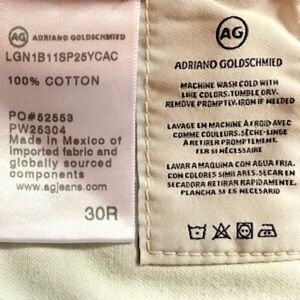 AG ADRIANO GOLDSCHMIED
LGN1B11SP25YCAC
100% COTTON
PO#52553
PW25304
Made in Mexico of
imported fabric and
globally sourced
components
www.agjeans.com
30R
AG
ADRIANO GOLDSCHMIED
MACHINE WASH COLD WITH
LIKE COLORS. TUMBLE DRY.
REMOVE PROMPTLY. IRON IF NEEDED
LAVAGE EN MACHINE À FROID AVEC
COMME COULEURS. SÈCHE-LINGE
À RETIRER PROMPTEMENT.
FER SI NÉCESSAIRE
LAVAR A MAQUINA CON AGUA FRIA.
CON COLORES SIMILARES. SECAR EN
SECADORA RETIRAR RAPIDAMENTE.
PLANCHA SI ES NECESARIO